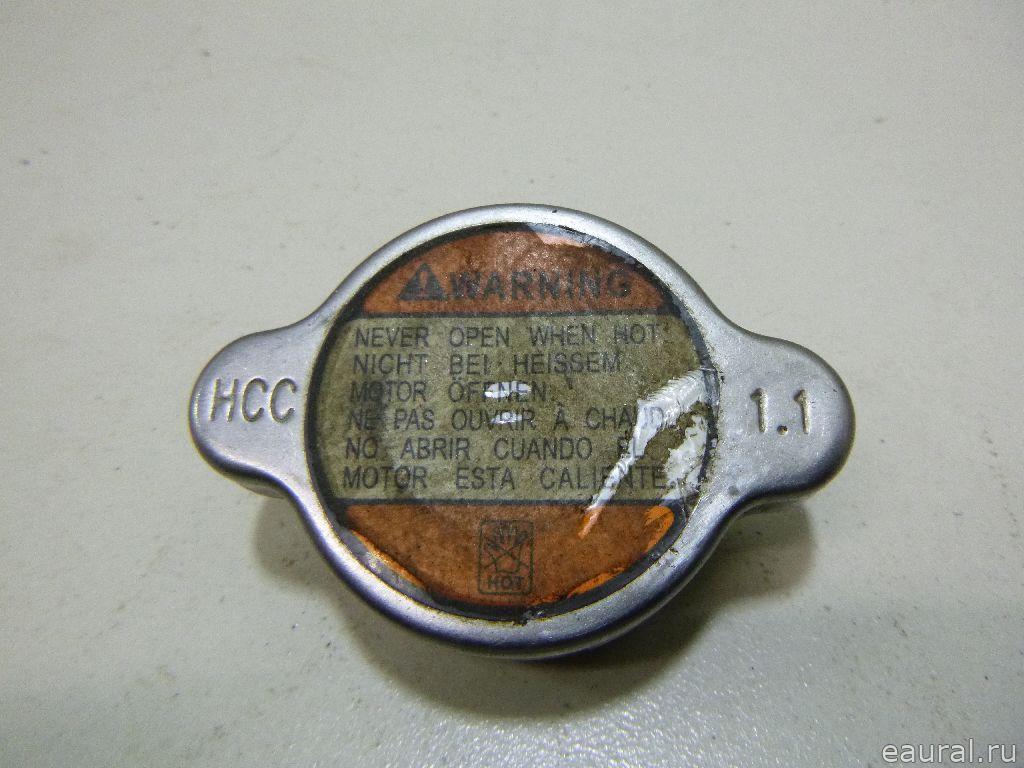 WARNING
NEVER OPEN WHEN HOT
NICHT BEI HEISSEM
MOTOR ÖFFNEN
NE PAS OUVRIR À CHAUD
NO ABRIR CUANDO EL
MOTOR ESTA CALIENTE
HCC
1.1
HOT
eaural.ru